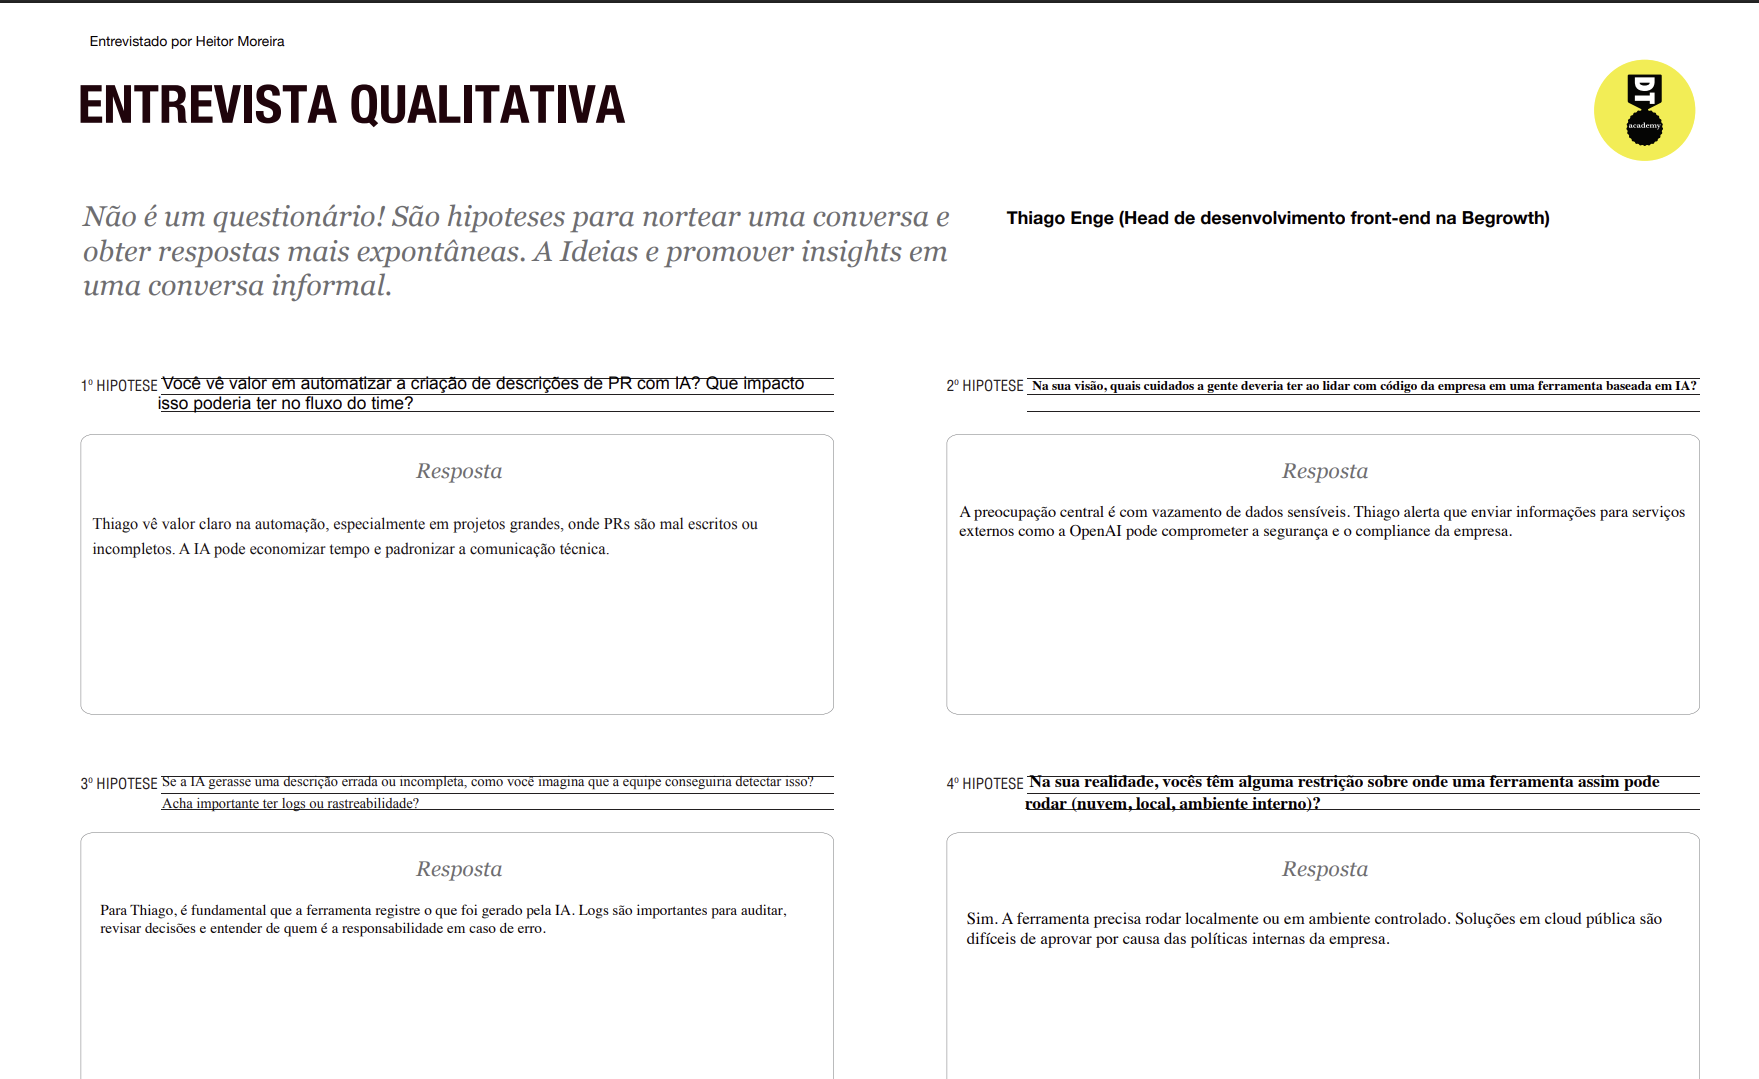 Entrevistado por Heitor Moreira
ENTREVISTA QUALITATIVA
DT
academy
Não é um questionário! São hipoteses para nortear uma conversa e
obter respostas mais expontâneas. A Ideias e promover insights em
uma conversa informal.
Thiago Enge (Head de desenvolvimento front-end na Begrowth)
1º HIPOTESE Você vê valor em automatizar a criação de descrições de PR com IA? Que impacto
isso poderia ter no fluxo do time?
Resposta
Thiago vê valor claro na automação, especialmente em projetos grandes, onde PRs são mal escritos ou
incompletos. A IA pode economizar tempo e padronizar a comunicação técnica.
2º HIPOTESE Na sua visão, quais cuidados a gente deveria ter ao lidar com código da empresa em uma ferramenta baseada em IA?
Resposta
A preocupação central é com vazamento de dados sensíveis. Thiago alerta que enviar informações para serviços
externos como a OpenAI pode comprometer a segurança e o compliance da empresa.
3º HIPOTESE Se a IA gerasse uma descrição errada ou incompleta, como você imagina que a equipe conseguiria detectar isso?
Acha importante ter logs ou rastreabilidade?
Resposta
Para Thiago, é fundamental que a ferramenta registre o que foi gerado pela IA. Logs são importantes para auditar,
revisar decisões e entender de quem é a responsabilidade em caso de erro.
4º HIPOTESE Na sua realidade, vocês têm alguma restrição sobre onde uma ferramenta assim pode
rodar (nuvem, local, ambiente interno)?
Resposta
Sim. A ferramenta precisa rodar localmente ou em ambiente controlado. Soluções em cloud pública são
difíceis de aprovar por causa das políticas internas da empresa.